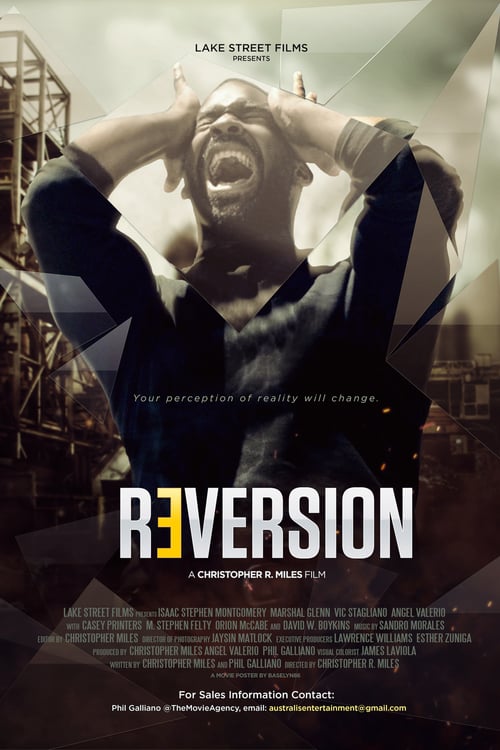 LAKE STREET FILMS
PRESENTS
Your perception of reality will change.
RƎVERSION
A CHRISTOPHER R. MILES FILM
LAKE STREET FILMS PRESENTS ISAAC STEPHEN MONTGOMERY MARSHAL GLENN VIC STAGLIANO ANGEL VALERIO
WITH CASEY PRINTERS M. STEPHEN FELTY ORION McCABE AND DAVID W. BOYKINS MUSIC BY SANDRO MORALES
EDITOR BY CHRISTOPHER MILES DIRECTOR OF PHOTOGRAPHY JAYSIN MATLOCK EXECUTIVE PRODUCERS LAWRENCE WILLIAMS ESTHER ZUNIGA
PRODUCED BY CHRISTOPHER MILES ANGEL VALERIO PHIL GALLIANO VISUAL COLORIST JAMES LAVIOLA
WRITTEN BY CHRISTOPHER MILES AND PHIL GALLIANO DIRECTED BY CHRISTOPHER R. MILES
A MOVIE POSTER BY BASELYN86
For Sales Information Contact:
Phil Galliano @TheMovieAgency, email: australisentertainment@gmail.com